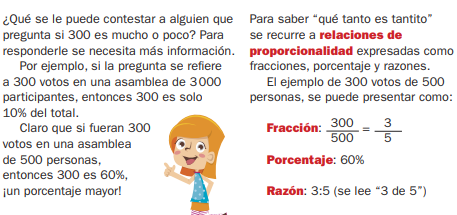 ¿Qué se le puede contestar a alguien que
pregunta si 300 es mucho o poco? Para
responderle se necesita más información.
Por ejemplo, si la pregunta se refiere
a 300 votos en una asamblea de 3 000
participantes, entonces 300 es solo
10% del total.
Claro que si fueran 300
votos en una asamblea
de 500 personas,
entonces 300 es 60%,
¡un porcentaje mayor!
Para saber “qué tanto es tantito”
se recurre a relaciones de
proporcionalidad expresadas como
fracciones, porcentaje y razones.
El ejemplo de 300 votos de 500
personas, se puede presentar como:
Fracción: 300/500 = 3/5
Porcentaje: 60%
Razón: 3:5 (se lee “3 de 5”)